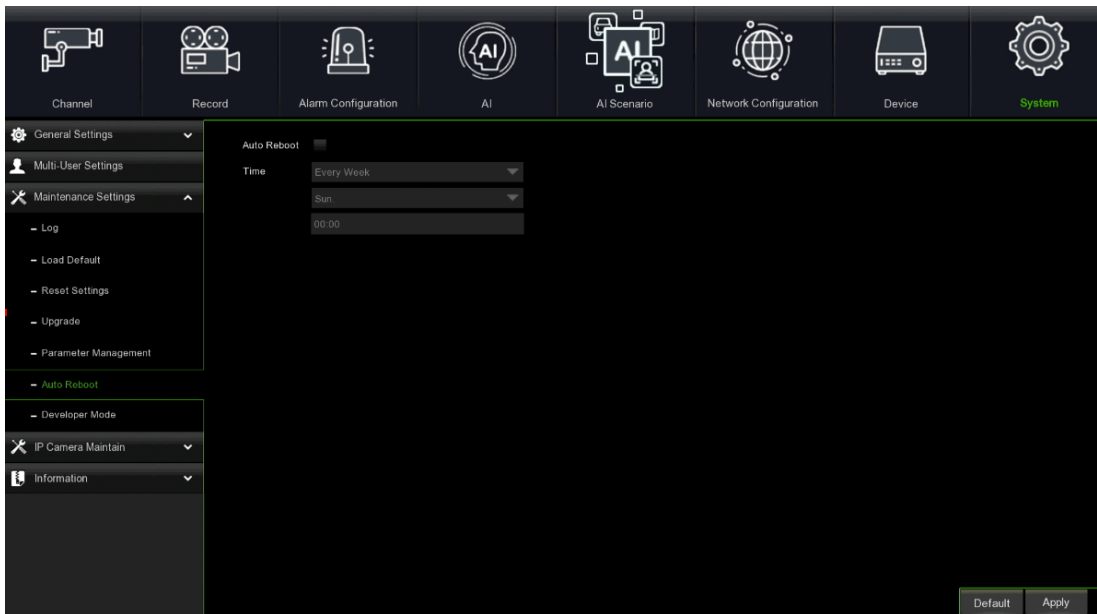 AI
AI
Channel
Record
Alarm Configuration
AI
AI Scenario
Network Configuration
Device
System
General Settings
Multi-User Settings
Maintenance Settings
Log
Load Default
Reset Settings
Upgrade
Parameter Management
Auto Reboot
Developer Mode
IP Camera Maintain
Information
Auto Reboot
Time
Every Week
Sun.
00:00
Default
Apply